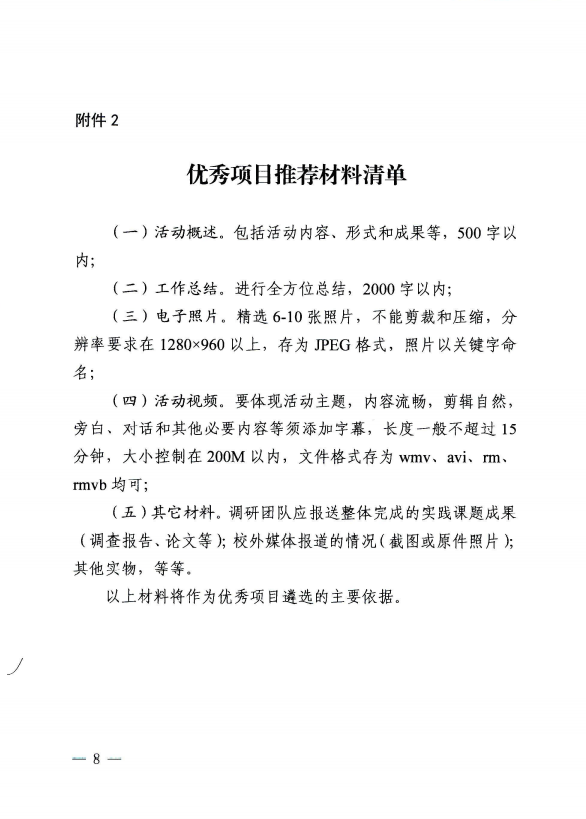 附件 2
优秀项目推荐材料清单
（一）活动概述。包括活动内容、形式和成果等，500 字以
内；
（二）工作总结。进行全方位总结，2000 字以内；
（三）电子照片。精选 6-10 张照片，不能剪裁和压缩，分
辨率要求在 1280×960 以上，存为 JPEG 格式，照片以关键字命
名；
（四）活动视频。要体现活动主题，内容流畅，剪辑自然，
旁白、对话和其他必要内容等须添加字幕，长度一般不超过 15
分钟，大小控制在 200M 以内，文件格式存为 wmv、avi、rm、
rmvb 均可；
（五）其它材料。调研团队应报送整体完成的实践课题成果
（调查报告、论文等）；校外媒体报道的情况（截图或原件照片）；
其他实物，等等。
以上材料将作为优秀项目遴选的主要依据。
— 8 —